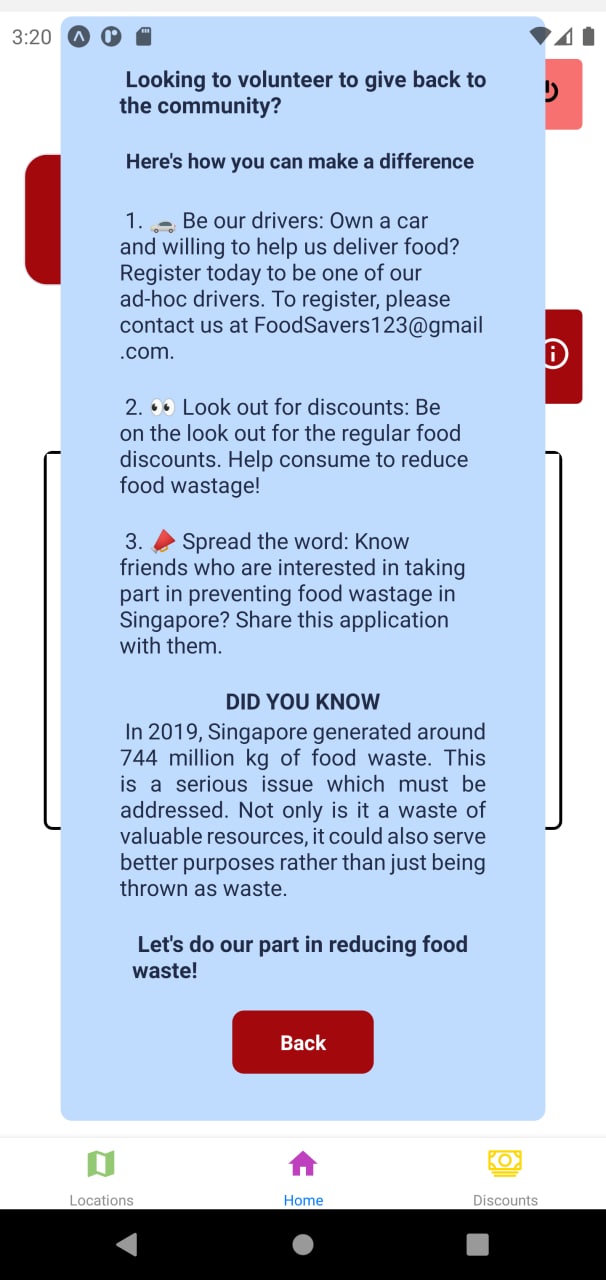 3:20
Looking to volunteer to give back to
the community?
Here's how you can make a difference
1. 🚗 Be our drivers: Own a car
and willing to help us deliver food?
Register today to be one of our
ad-hoc drivers. To register, please
contact us at FoodSavers123@gmail
.com.
2. 👀 Look out for discounts: Be
on the look out for the regular food
discounts. Help consume to reduce
food wastage!
3. 📣 Spread the word: Know
friends who are interested in taking
part in preventing food wastage in
Singapore? Share this application
with them.
DID YOU KNOW
In 2019, Singapore generated around
744 million kg of food waste. This
is a serious issue which must be
addressed. Not only is it a waste of
valuable resources, it could also serve
better purposes rather than just being
thrown as waste.
Let's do our part in reducing food
waste!
Back
Locations
Home
Discounts